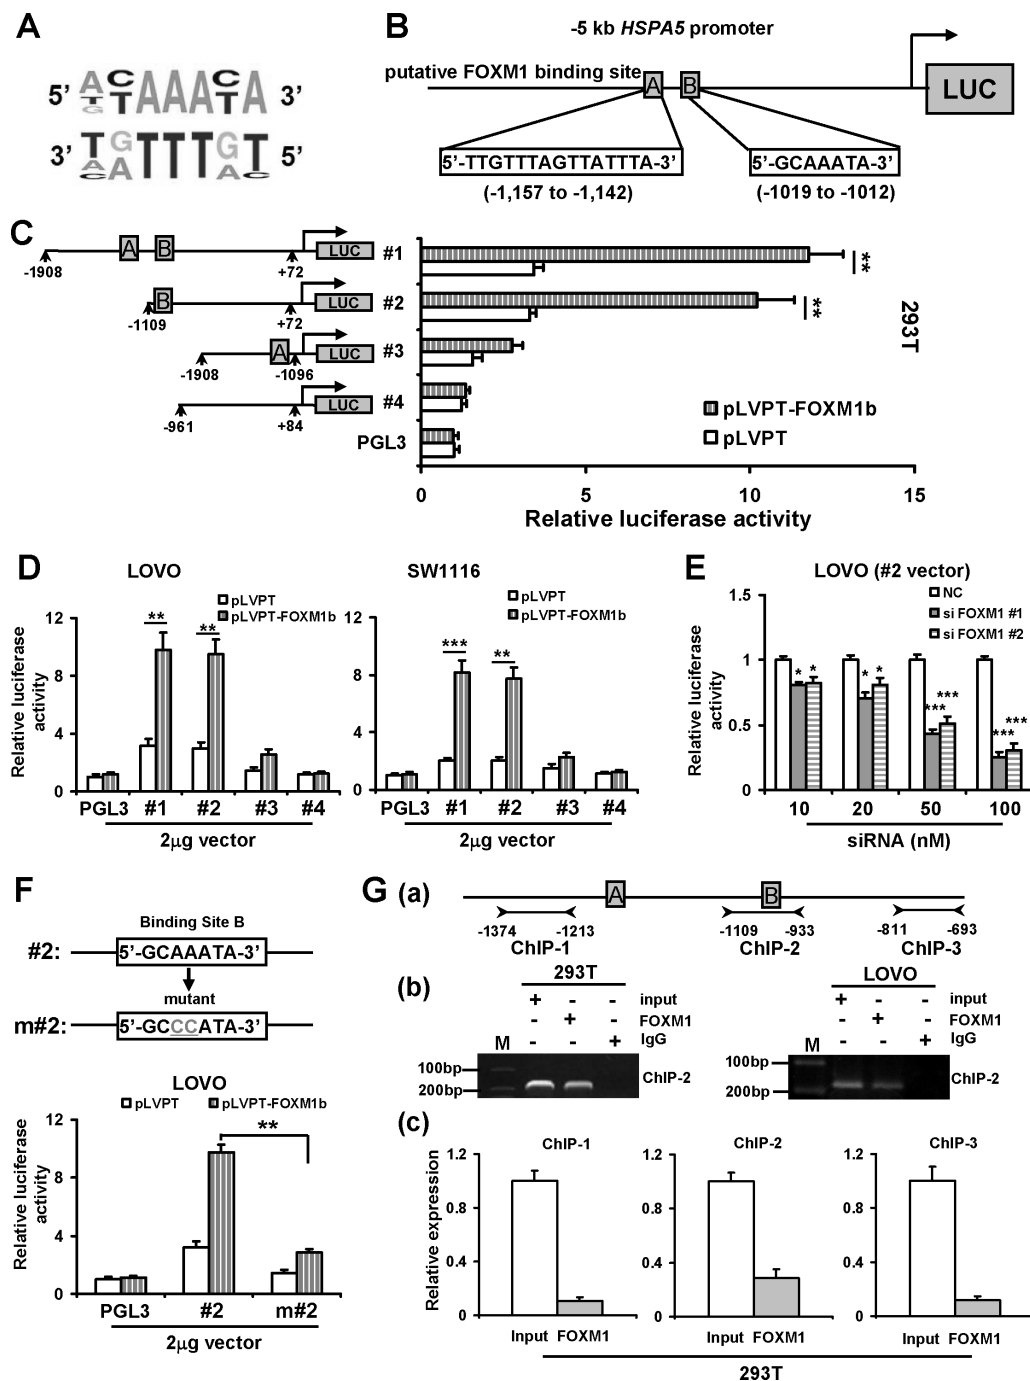 A
5' ACAAACA 3'
TTT
G
3' TGTTTGT 5'
AA AC
C
B
-5 kb HSPA5 promoter
putative FOXM1 binding site
A B
LUC
5'-TTGTTTAGTTATTTA-3'
5'-GCAAATA-3'
(-1,157 to -1,142)
(-1019 to -1012)
C
A B LUC #1
-1908 +72
B LUC #2
-1109 +72
A LUC #3
-1908 -1096
LUC #4
-961 +84
PGL3
**
**
293T
pLVPT-FOXM1b
pLVPT
0 5 10 15
Relative luciferase activity
D
LOVO
pLVPT
pLVPT-FOXM1b
Relative luciferase activity
12
8
4
0
** **
PGL3 #1 #2 #3 #4
2μg vector
SW1116
pLVPT
pLVPT-FOXM1b
12
8
4
0
*** **
PGL3 #1 #2 #3 #4
2μg vector
E
LOVO (#2 vector)
NC
si FOXM1 #1
si FOXM1 #2
Relative luciferase activity
1.5
1
0.5
0
* * * * *** *** *** ***
10 20 50 100
siRNA (nM)
F
Binding Site B
#2: 5'-GCAAATA-3'
mutant
m#2: 5'-GCCCATA-3'
LOVO
pLVPT pLVPT-FOXM1b
Relative luciferase activity
12
8
4
0
**
PGL3 #2 m#2
2μg vector
G (a)
A B
-1374 -1213 -1109 -933 -811 -693
ChIP-1 ChIP-2 ChIP-3
(b)
293T
+ - - input
- + - FOXM1
- - + IgG
M
100bp
200bp
ChIP-2
LOVO
+ - - input
- + - FOXM1
- - + IgG
M
100bp
200bp
ChIP-2
(c)
Relative expression
ChIP-1
1.2
0.8
0.4
0
Input FOXM1
ChIP-2
1.2
0.8
0.4
0
Input FOXM1
ChIP-3
1.2
0.8
0.4
0
Input FOXM1
293T